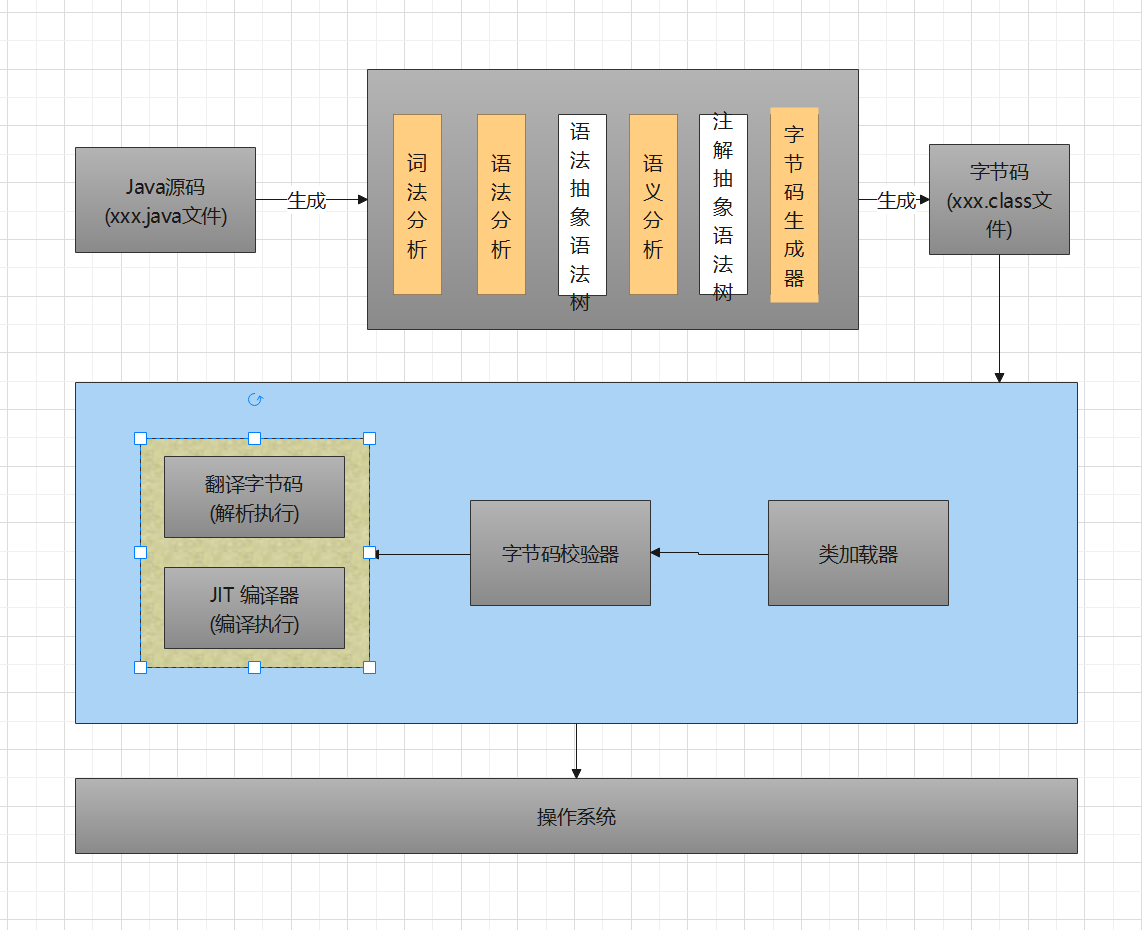 Java源码
(xxx.java文件)
生成
词法分析
语法分析
语法抽象语法树
语义分析
注解抽象语法树
字节码生成器
生成
字节码
(xxx.class文
件)
翻译字节码
(解析执行)
JIT 编译器
(编译执行)
字节码校验器
类加载器
操作系统